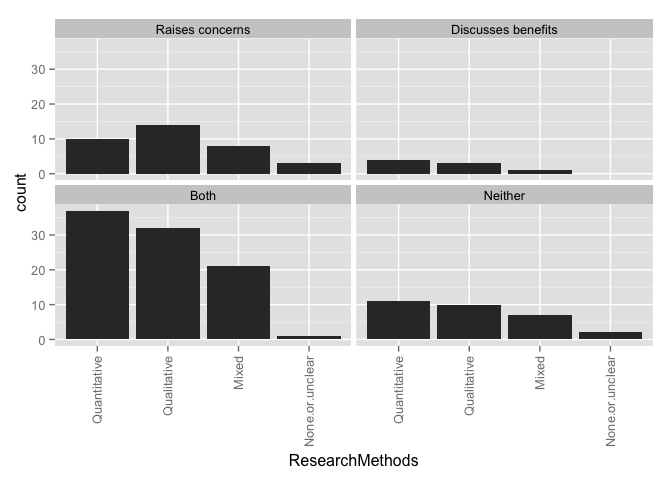 Raises concerns
Discusses benefits
30
20
10
0
Both
Neither
30
20
10
0
count
Quantitative
Qualitative
Mixed
None.or.unclear
Quantitative
Qualitative
Mixed
None.or.unclear
ResearchMethods